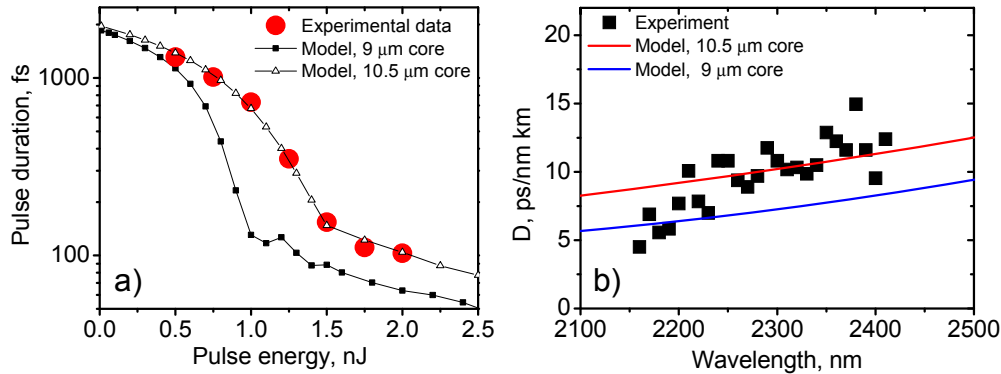 Experimental data
Model, 9 μm core
Model, 10.5 μm core
Pulse duration, fs
1000
100
a)
0.0 0.5 1.0 1.5 2.0 2.5
Pulse energy, nJ
Experiment
Model, 10.5 μm core
Model, 9 μm core
D, ps/nm km
20
15
10
5
0
b)
2100 2200 2300 2400 2500
Wavelength, nm